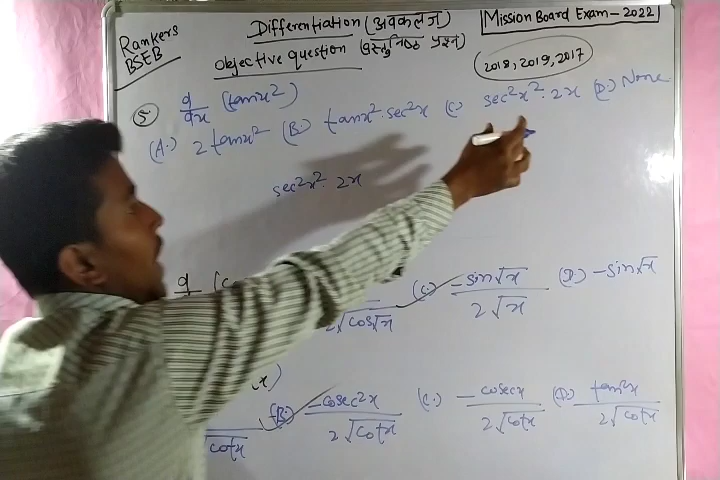 Rankers
BSEB
Differentiation (अवकलज)
Objective question (वस्तुनिष्ठ प्रश्न)
Mission Board Exam - 2022
2018, 2019, 2017
5. d/dx (tanx²)
(A.) 2 tanx² (B.) tanx². sec²x (C.) sec²x². 2x (D.) None
sec²x². 2x
d
2√cos√x (C.) -sin√x / 2√x (D.) -sin√x
x)
cotx (B.) -cosec²x / 2√cotx (C.) -cosecx / 2√cotx (D.) tan²x / 2√cotx